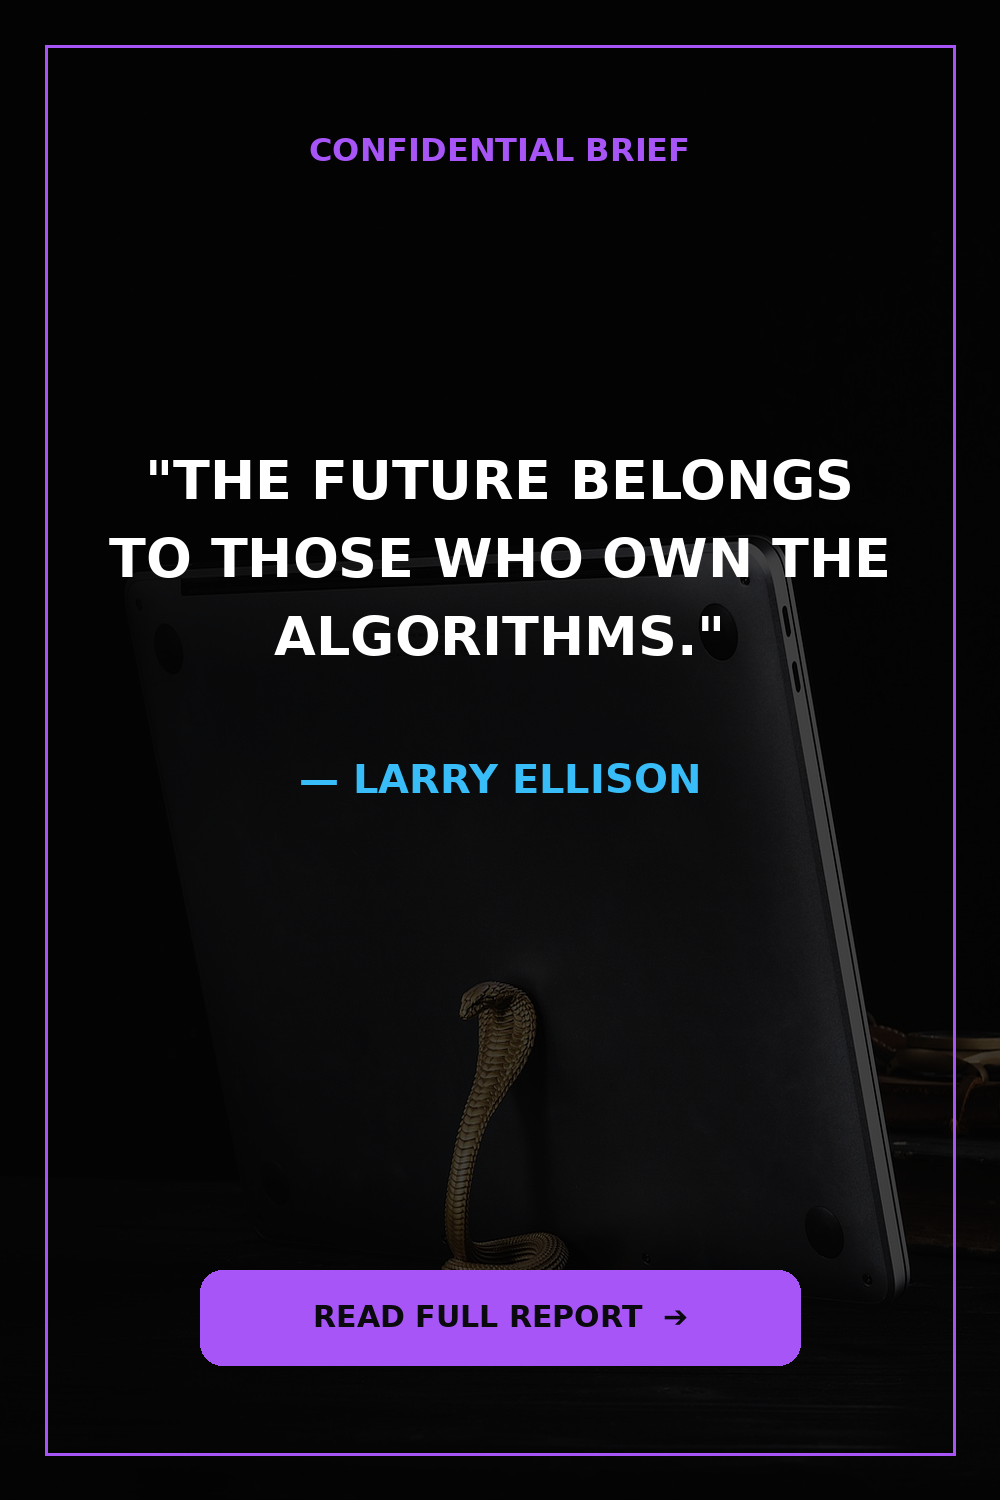 CONFIDENTIAL BRIEF
"THE FUTURE BELONGS
TO THOSE WHO OWN THE
ALGORITHMS."
— LARRY ELLISON
READ FULL REPORT ➔